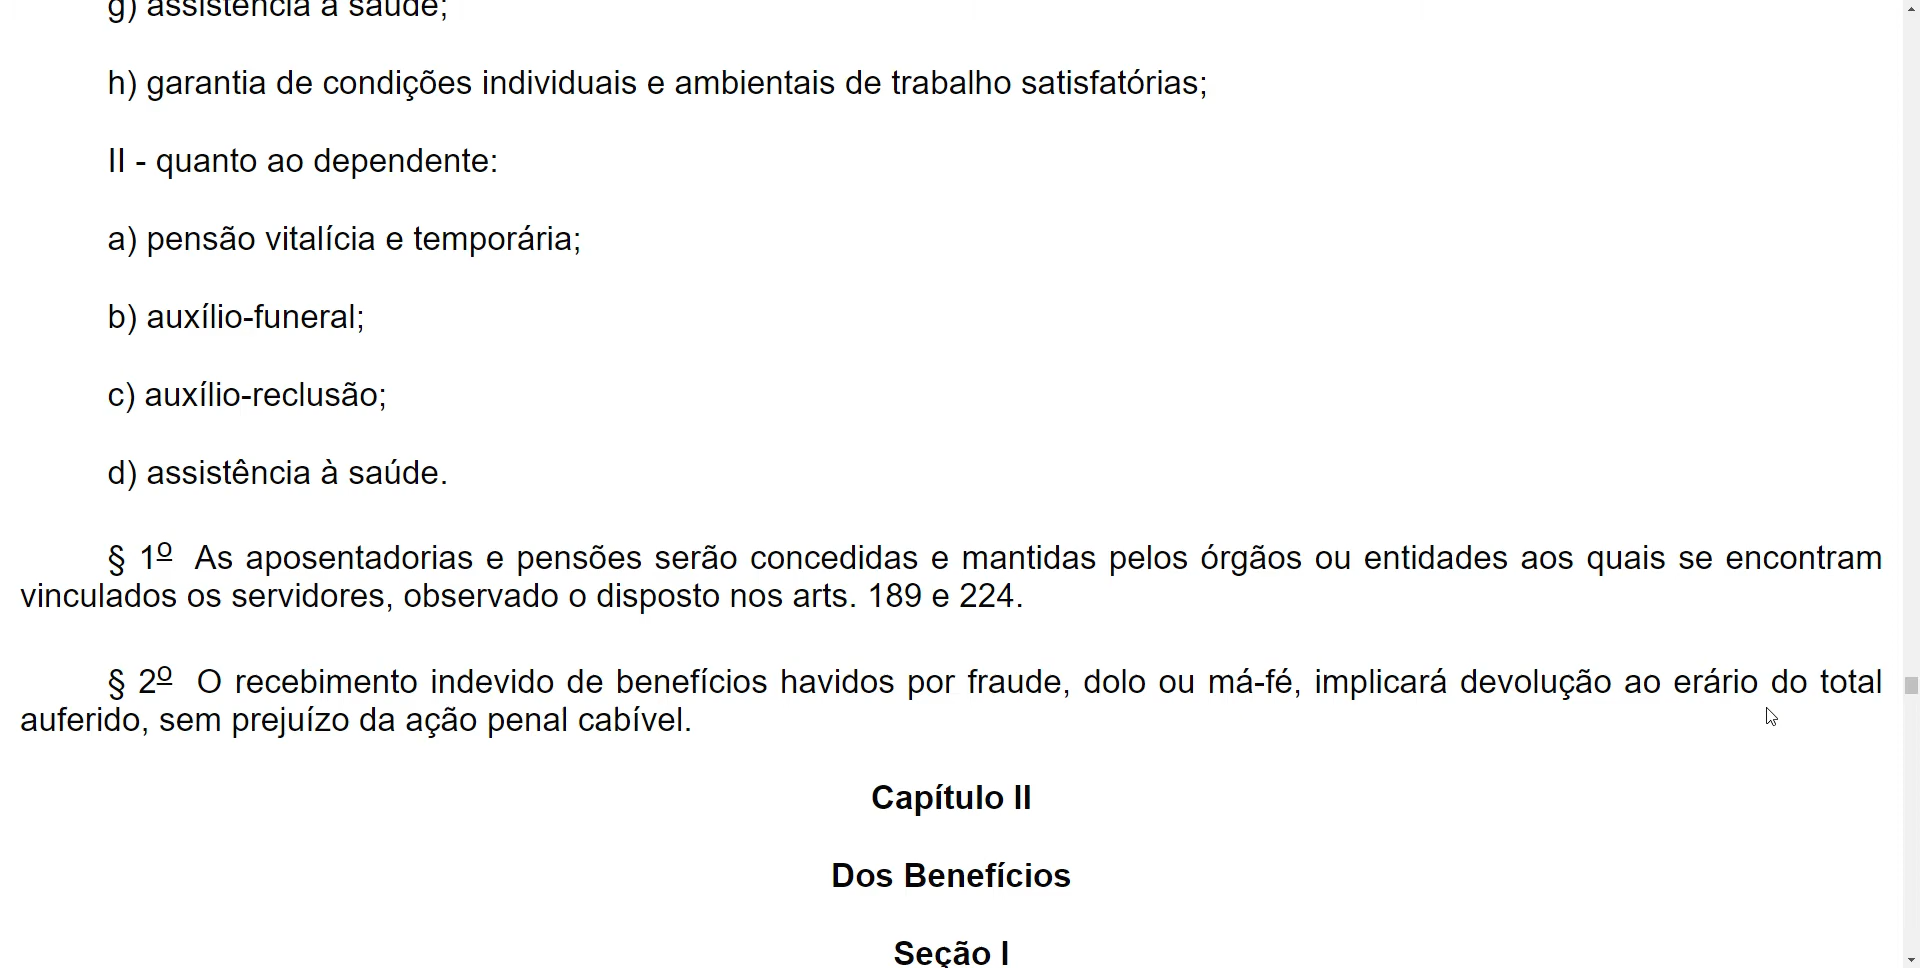 g) assistência à saúde;
h) garantia de condições individuais e ambientais de trabalho satisfatórias;
II - quanto ao dependente:
a) pensão vitalícia e temporária;
b) auxílio-funeral;
c) auxílio-reclusão;
d) assistência à saúde.
§ 1º As aposentadorias e pensões serão concedidas e mantidas pelos órgãos ou entidades aos quais se encontram
vinculados os servidores, observado o disposto nos arts. 189 e 224.
§ 2º O recebimento indevido de benefícios havidos por fraude, dolo ou má-fé, implicará devolução ao erário do total
auferido, sem prejuízo da ação penal cabível.
Capítulo II
Dos Benefícios
Seção I